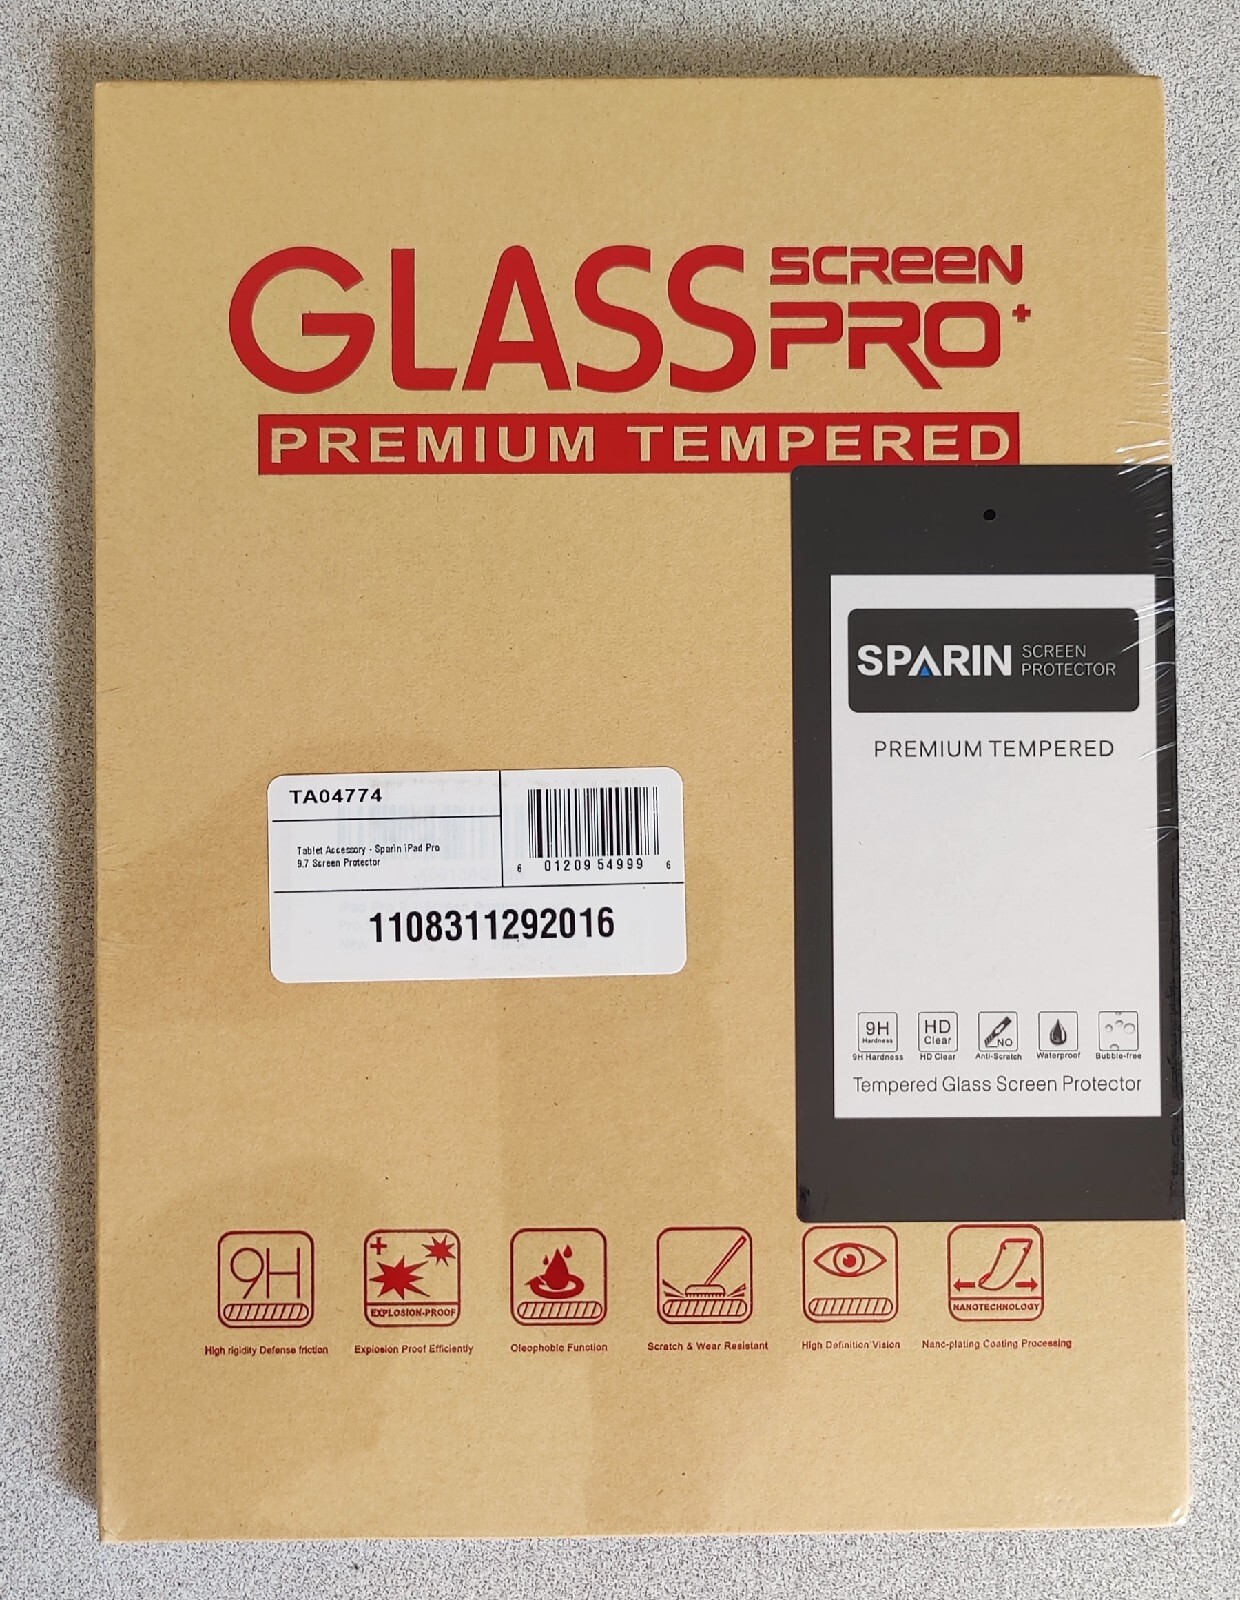 GLASS SCREEN
PRO+
PREMIUM TEMPERED
SPARIN SCREEN
PROTECTOR
PREMIUM TEMPERED
TA04774
Tablet Accessory - Sparin iPad Pro
9.7 Screen Protector
6 01209 54999 6
1108311292016
9H
Hardness
HD
Clear
NO
9H Hardness HD Clear Anti-Scratch Waterproof Bubble-free
Tempered Glass Screen Protector
9H
EXPLOSION-PROOF
NANOTECHNOLOGY
High rigidity Defense friction Explosion Proof Efficiently Oleophobic Function Scratch & Wear Resistant High Definition Vision Nano-plating Coating Processing